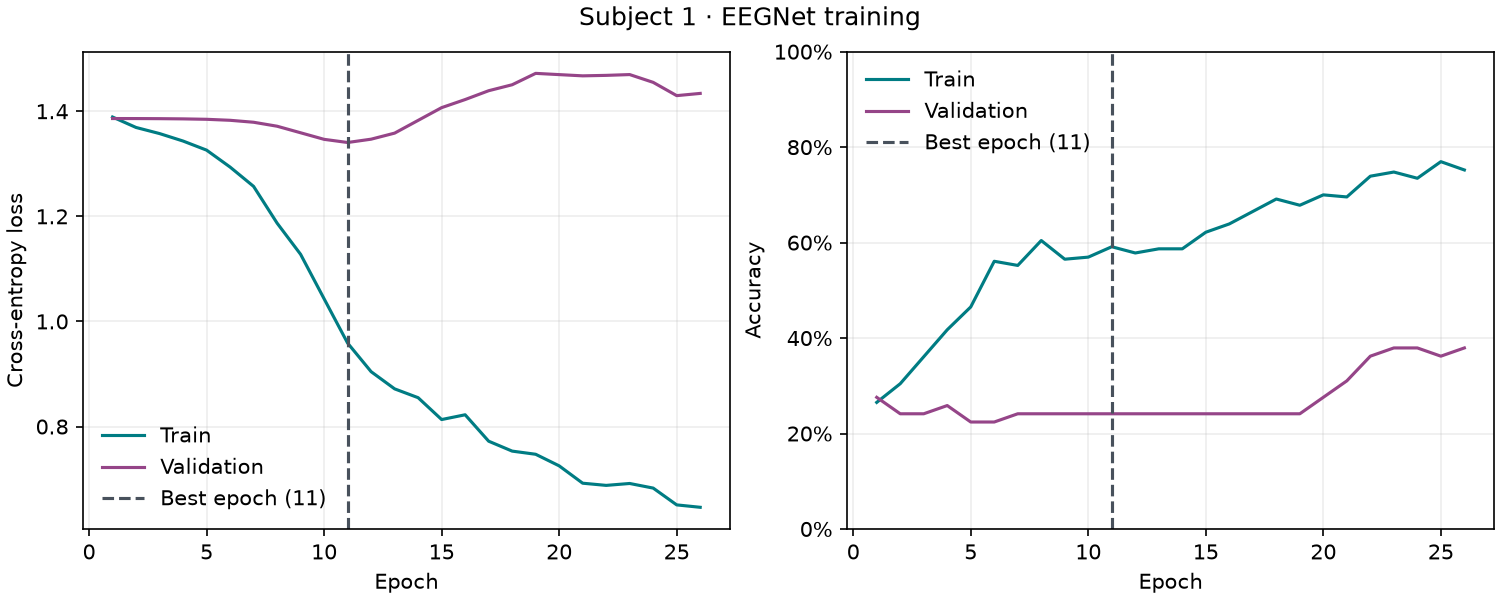 Subject 1 · EEGNet training
Cross-entropy loss
1.4
1.2
1.0
0.8
Train
Validation
Best epoch (11)
0 5 10 15 20 25
Epoch
Accuracy
100%
80%
60%
40%
20%
0%
Train
Validation
Best epoch (11)
0 5 10 15 20 25
Epoch